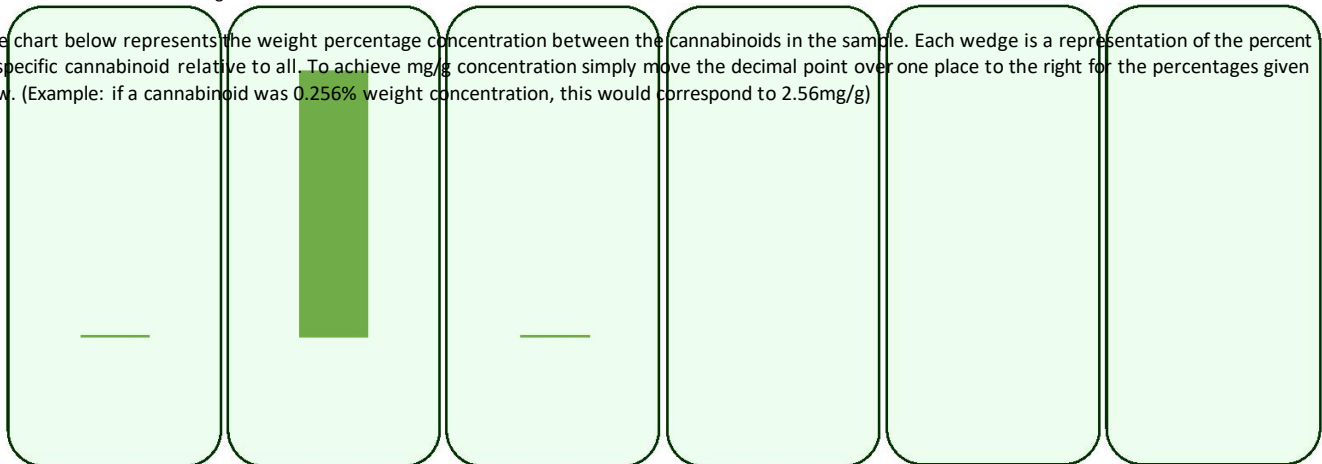 e chart below represents the weight percentage concentration between the cannabinoids in the sample. Each wedge is a representation of the percent
specific cannabinoid relative to all. To achieve mg/g concentration simply move the decimal point over one place to the right for the percentages given
w. (Example: if a cannabinoid was 0.256% weight concentration, this would correspond to 2.56mg/g)